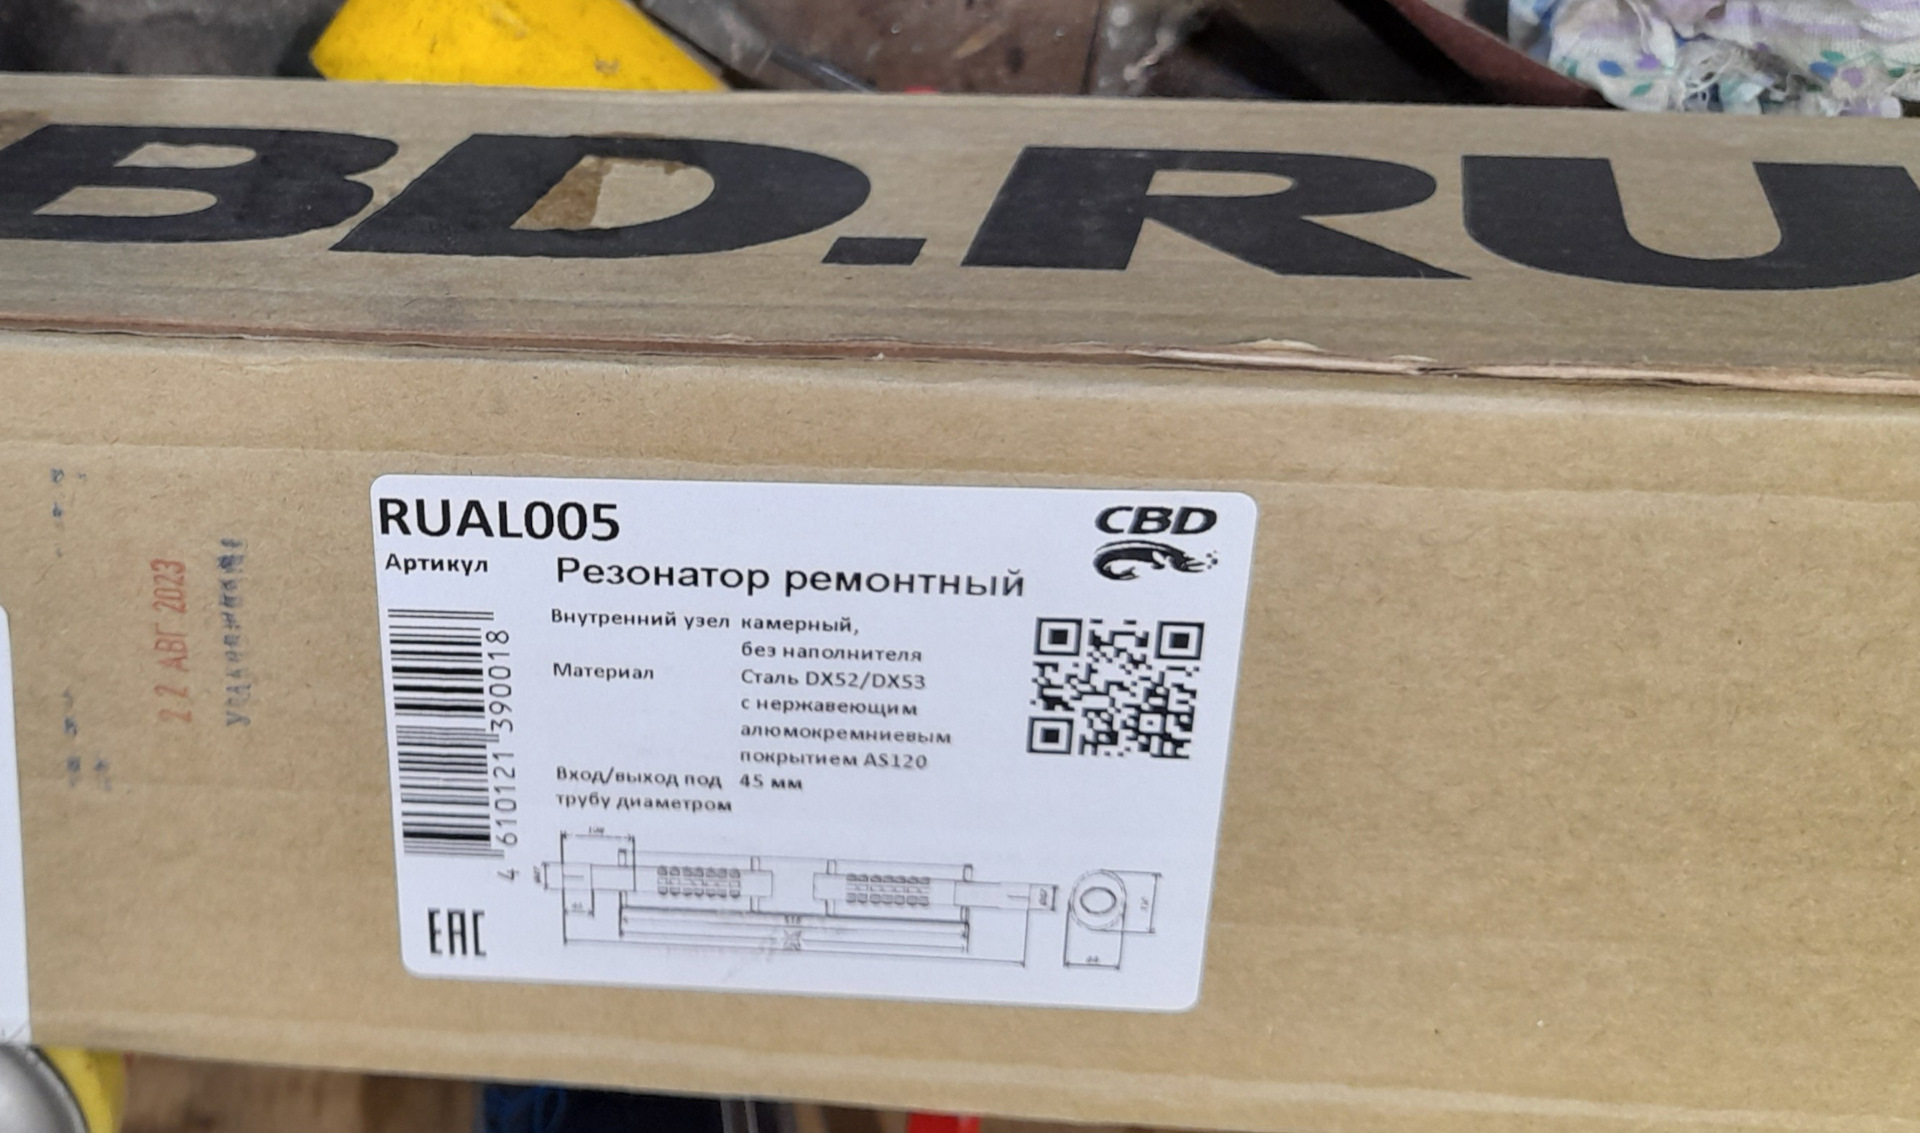 BD.RU
RUAL005
Артикул
CBD
Резонатор ремонтный
Внутренний узел камерный,
без наполнителя
Материал Сталь DX52/DX53
с нержавеющим
алюмокремниевым
покрытием AS120
Вход/выход под 45 мм
трубу диаметром
4 610121 390018
EAC
22 АВГ 2023